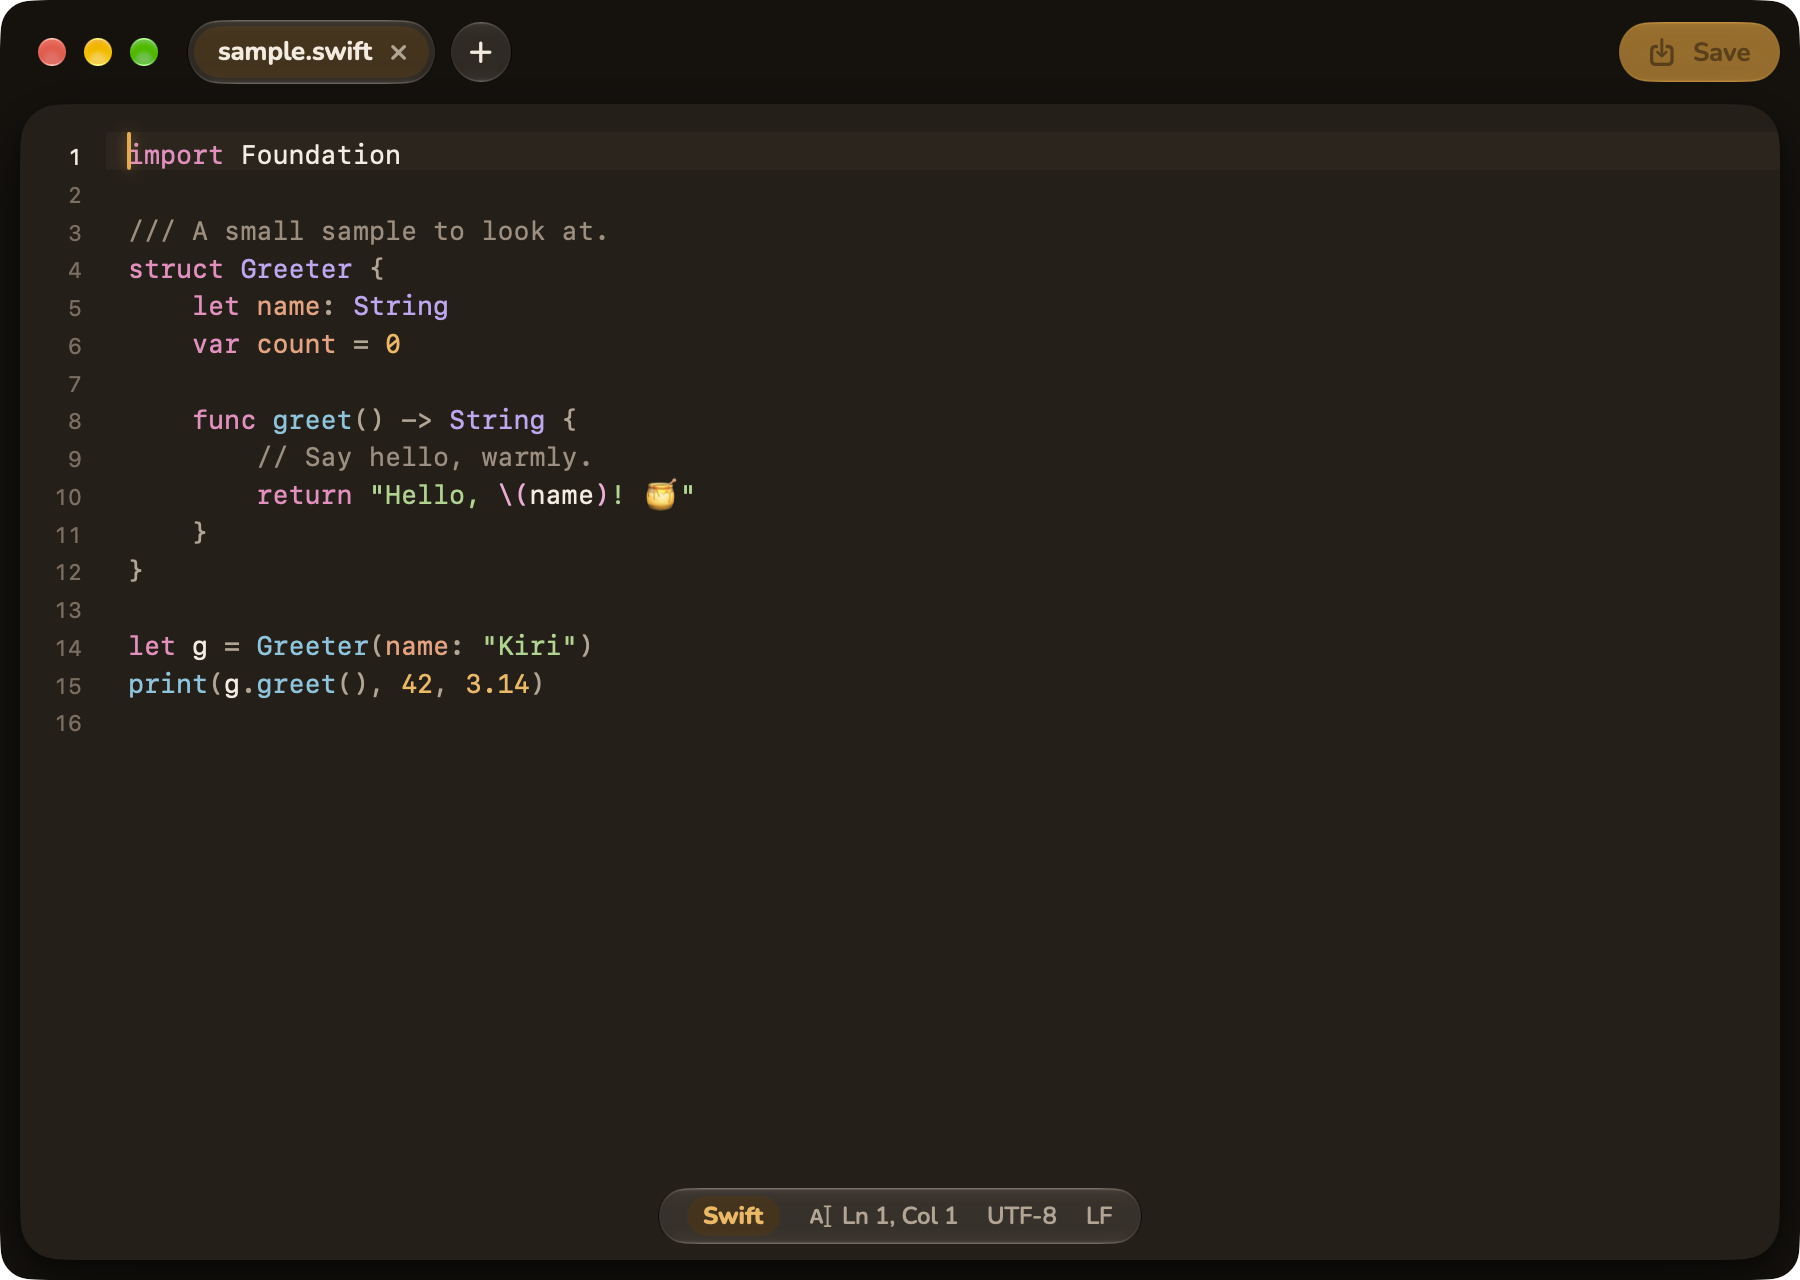 sample.swift
Save
1 import Foundation
2
3 /// A small sample to look at.
4 struct Greeter {
5     let name: String
6     var count = 0
7
8     func greet() -> String {
9         // Say hello, warmly.
10         return "Hello, \(name)! 🍯"
11     }
12 }
13
14 let g = Greeter(name: "Kiri")
15 print(g.greet(), 42, 3.14)
16
Swift Ln 1, Col 1 UTF-8 LF